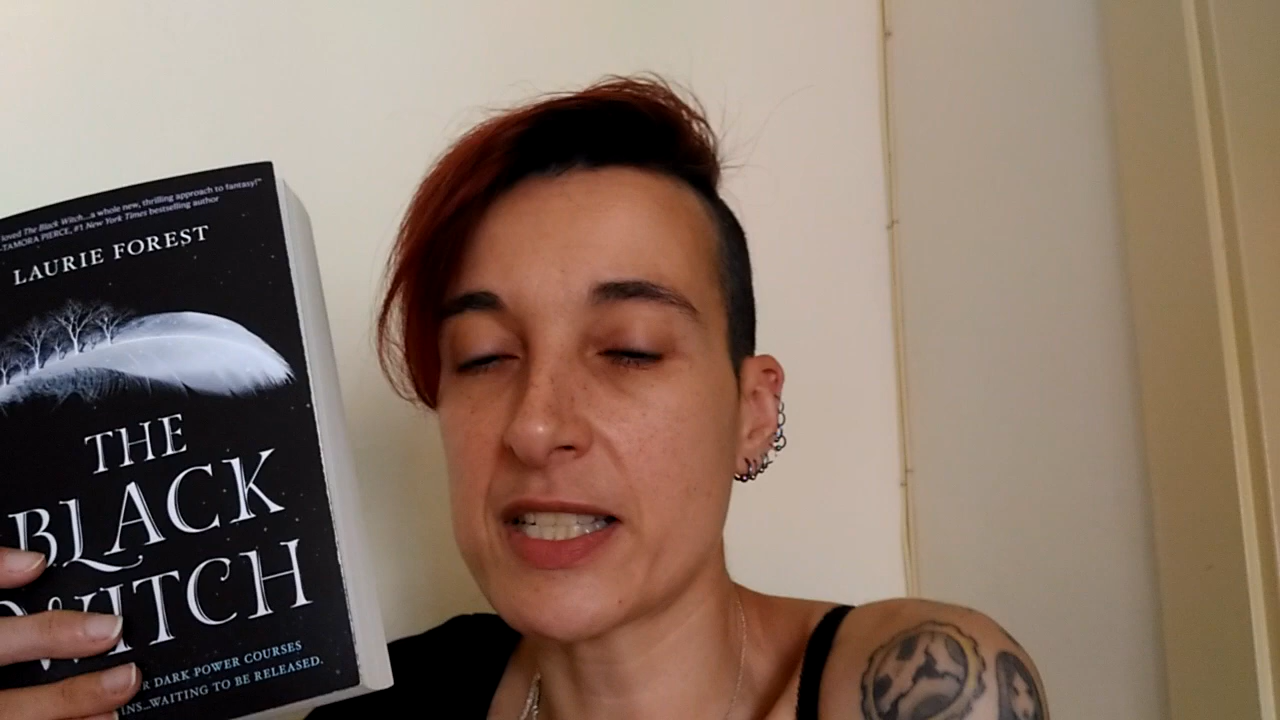 loved The Black Witch...a whole new, thrilling approach to fantasy!"
-TAMORA PIERCE, #1 New York Times bestselling author
LAURIE FOREST
THE
BLACK
WITCH
DARK POWER COURSES
...WAITING TO BE RELEASED.